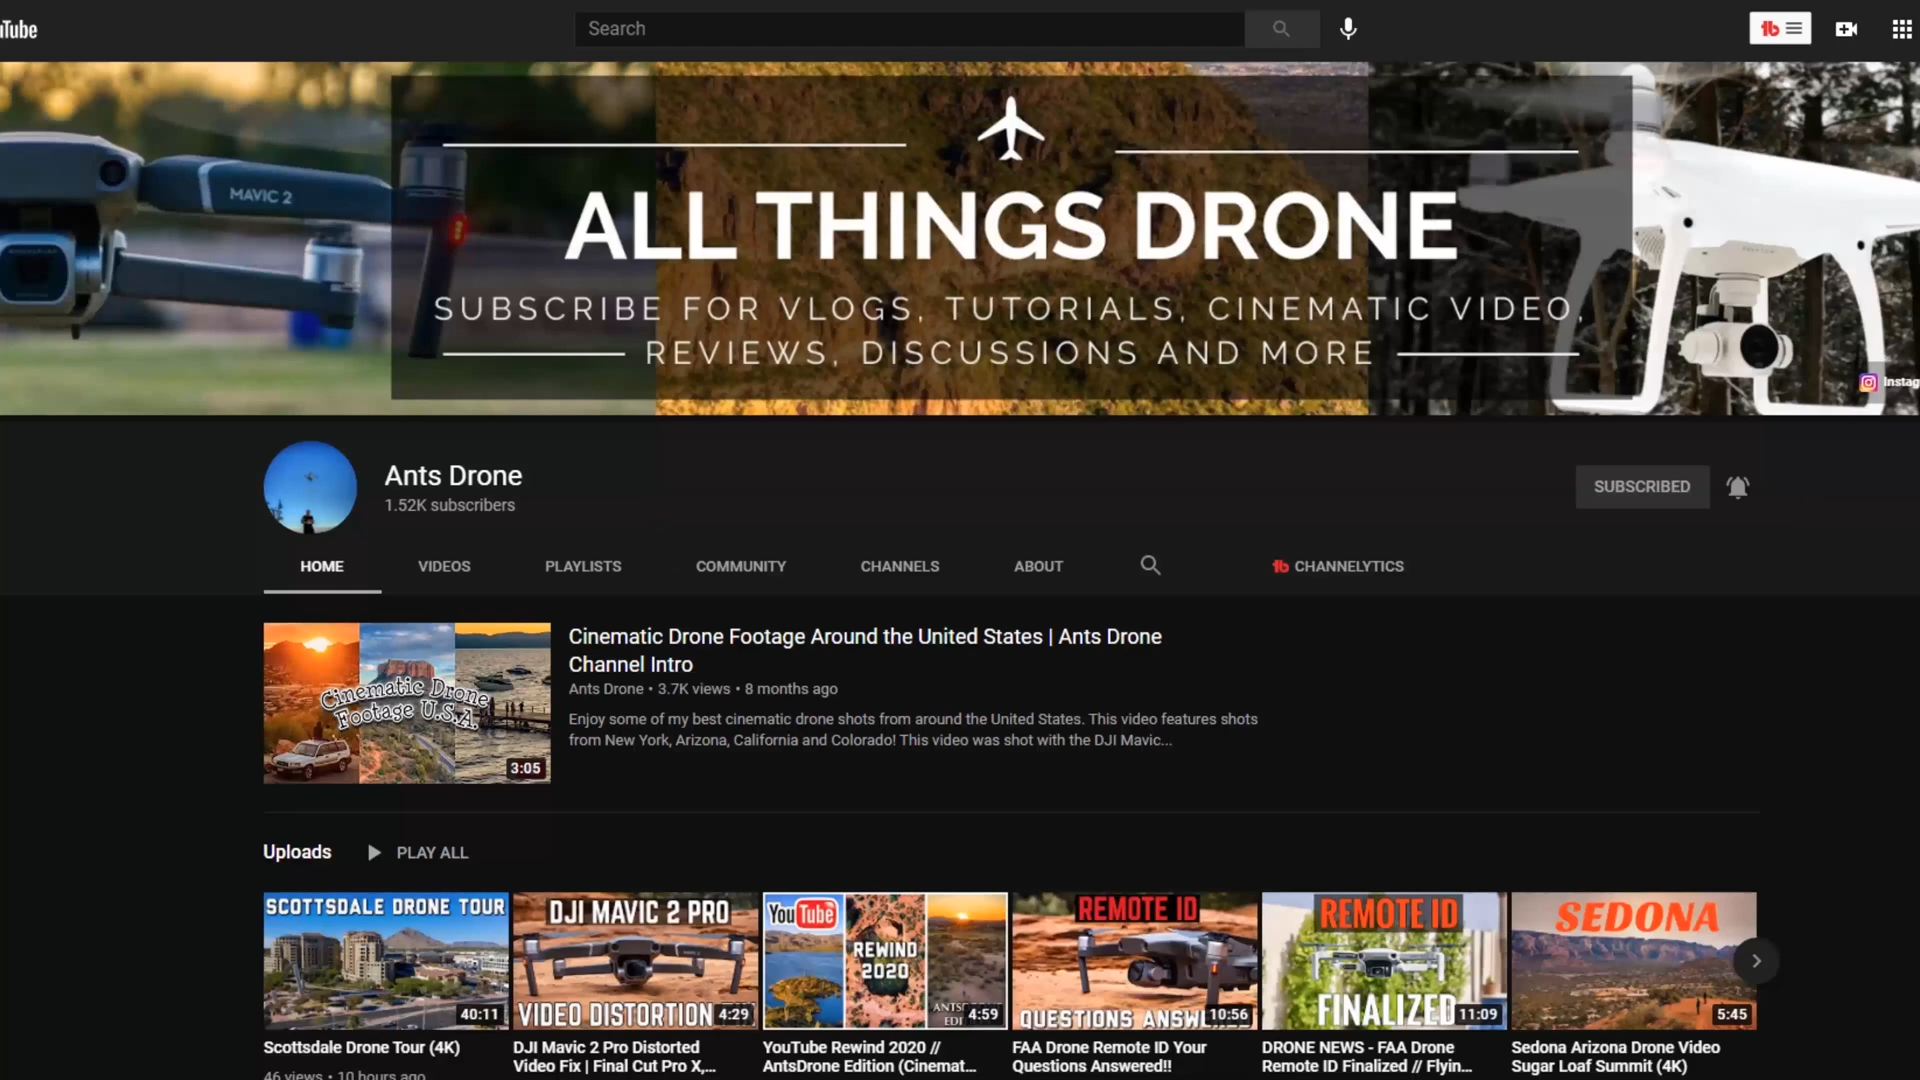 uTube
Search
MAVIC 2
ALL THINGS DRONE
SUBSCRIBE FOR VLOGS, TUTORIALS, CINEMATIC VIDEO,
REVIEWS, DISCUSSIONS AND MORE
Instag
Ants Drone
1.52K subscribers
SUBSCRIBED
HOME
VIDEOS
PLAYLISTS
COMMUNITY
CHANNELS
ABOUT
tb CHANNELYTICS
Cinematic Drone
Footage U.S.A.
3:05
Cinematic Drone Footage Around the United States | Ants Drone
Channel Intro
Ants Drone • 3.7K views • 8 months ago
Enjoy some of my best cinematic drone shots from around the United States. This video features shots
from New York, Arizona, California and Colorado! This video was shot with the DJI Mavic...
Uploads
PLAY ALL
SCOTTSDALE DRONE TOUR
40:11
Scottsdale Drone Tour (4K)
46 views • 10 hours ago
DJI MAVIC 2 PRO
VIDEO DISTORTION
4:29
DJI Mavic 2 Pro Distorted
Video Fix | Final Cut Pro X,...
YouTube
REWIND
2020
4:59
YouTube Rewind 2020 //
AntsDrone Edition (Cinemat...
REMOTE ID
QUESTIONS ANSW
10:56
FAA Drone Remote ID Your
Questions Answered!!
REMOTE ID
FINALIZED
11:09
DRONE NEWS - FAA Drone
Remote ID Finalized // Flyin...
SEDONA
5:45
Sedona Arizona Drone Video
Sugar Loaf Summit (4K)